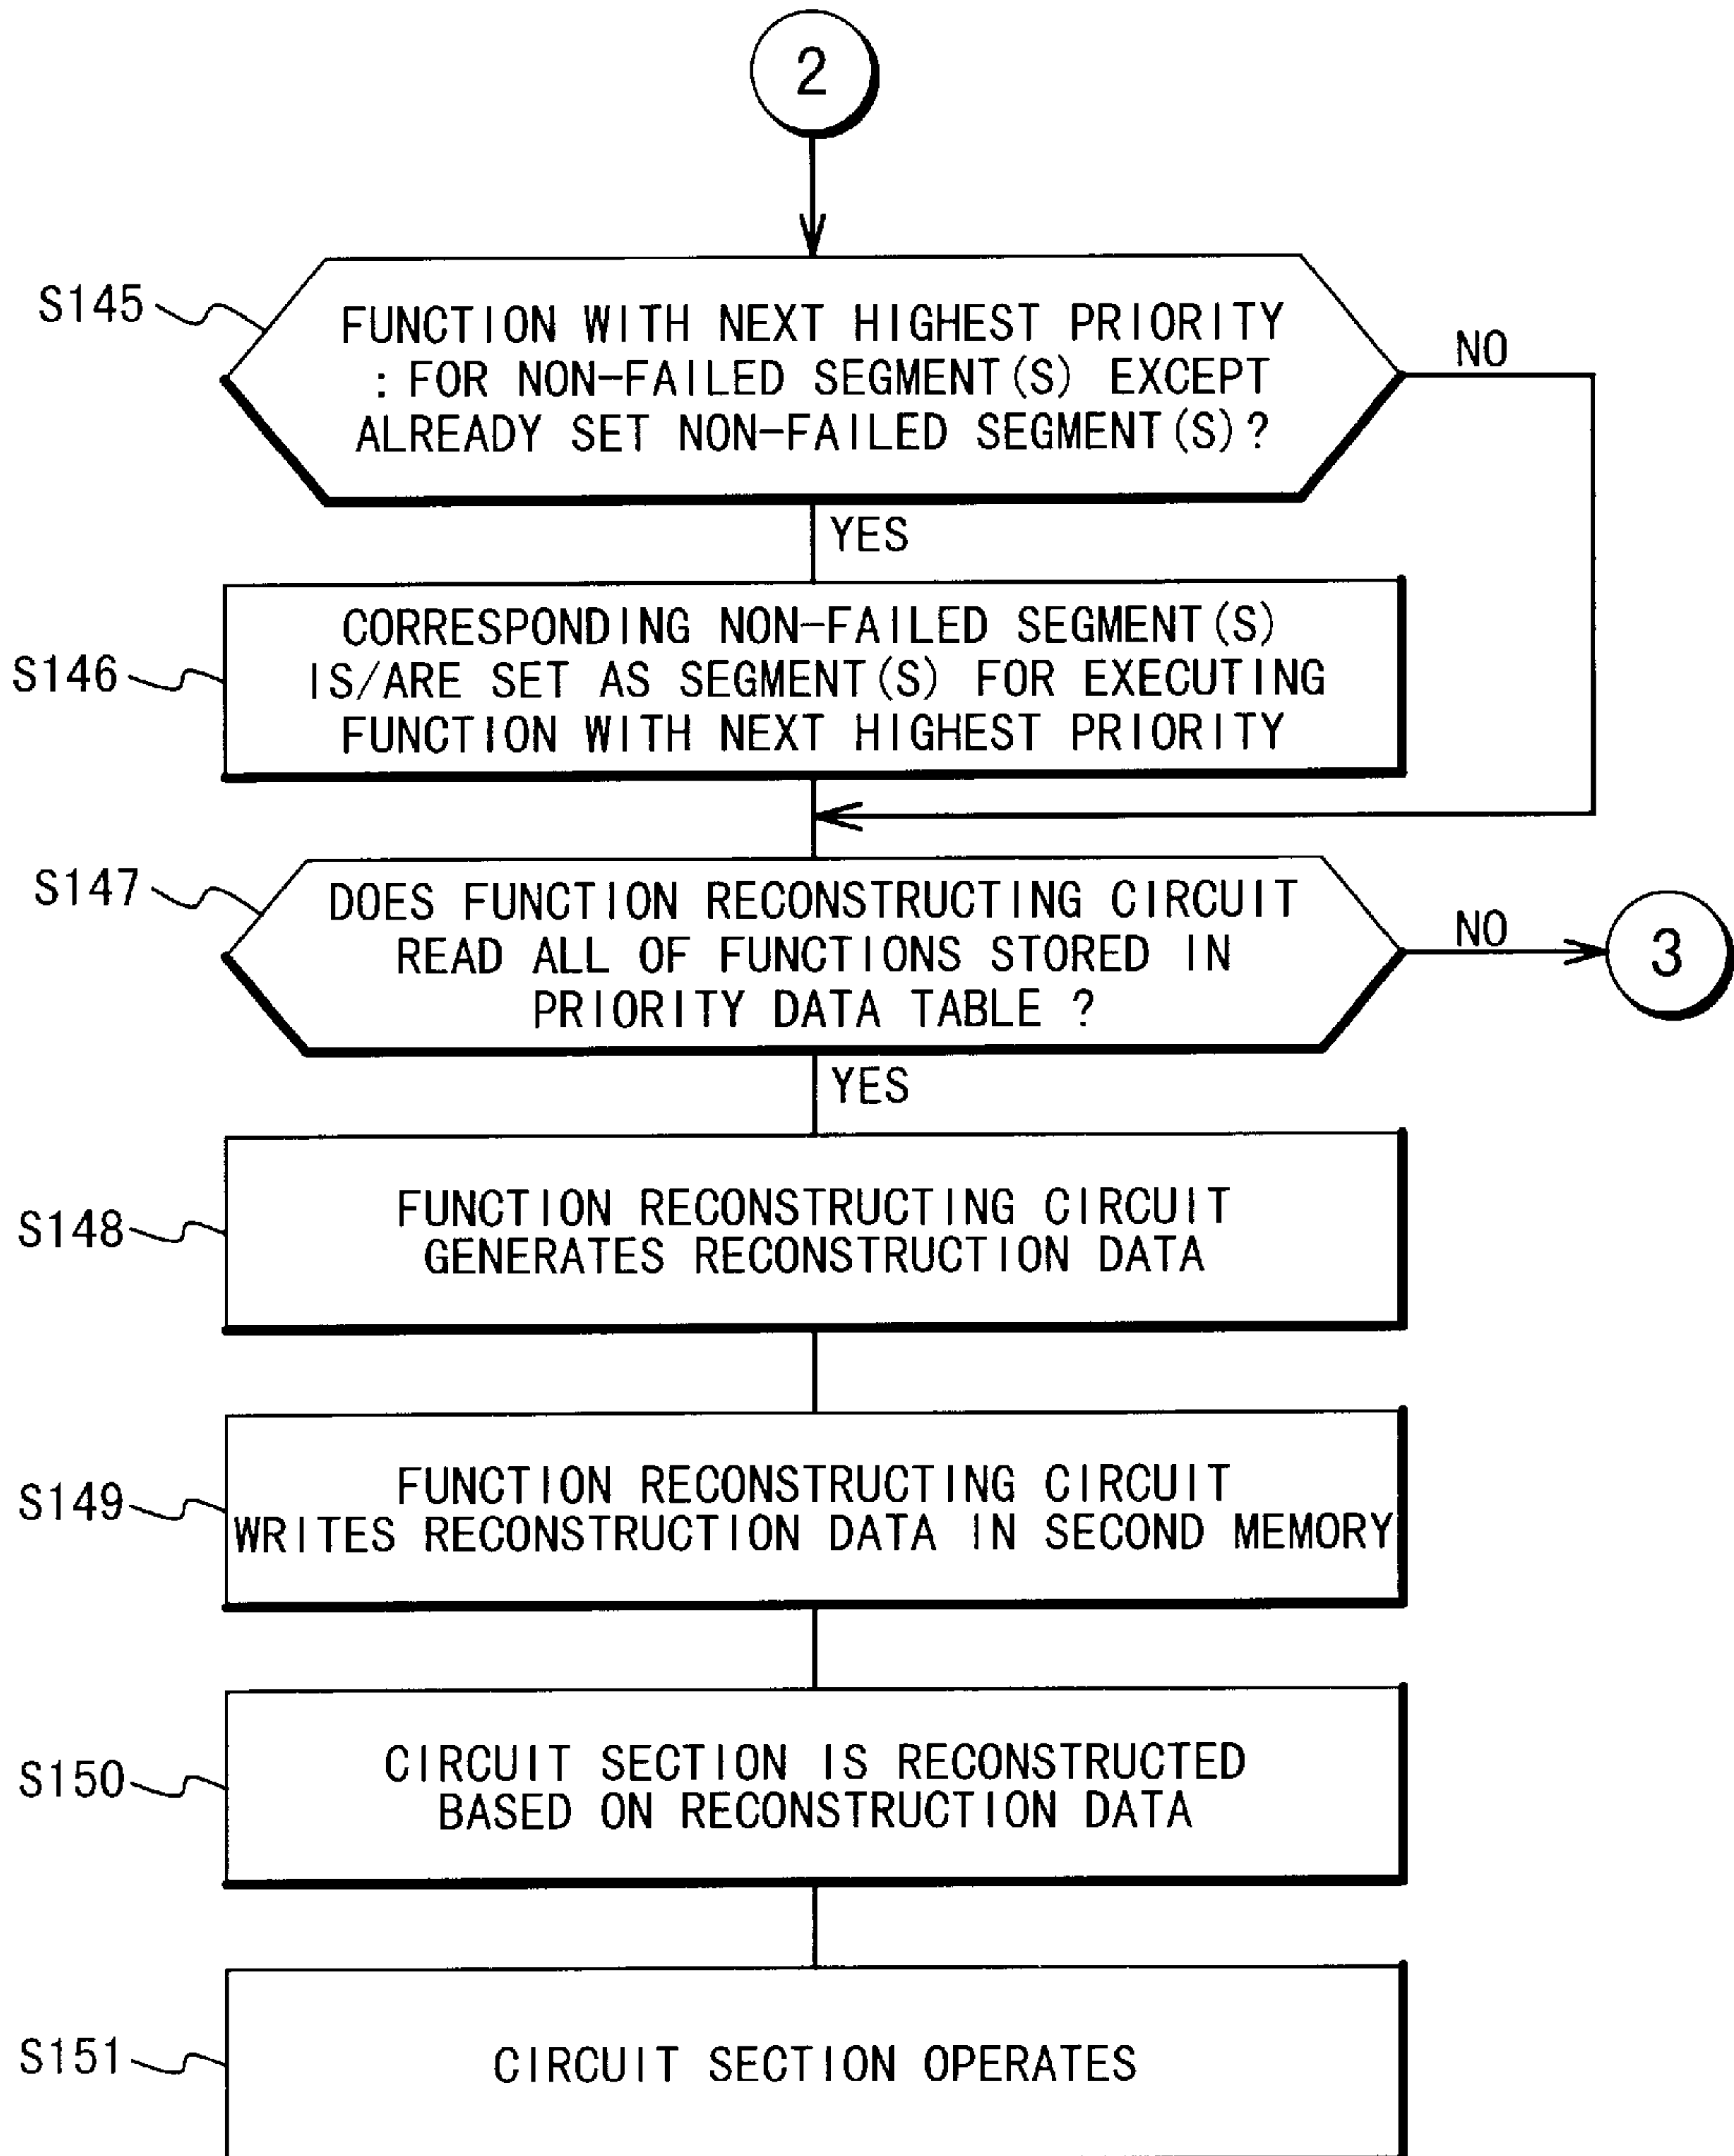 2
S145
FUNCTION WITH NEXT HIGHEST PRIORITY
: FOR NON-FAILED SEGMENT(S) EXCEPT
ALREADY SET NON-FAILED SEGMENT(S)?
NO
YES
S146
CORRESPONDING NON-FAILED SEGMENT(S)
IS/ARE SET AS SEGMENT(S) FOR EXECUTING
FUNCTION WITH NEXT HIGHEST PRIORITY
S147
DOES FUNCTION RECONSTRUCTING CIRCUIT
READ ALL OF FUNCTIONS STORED IN
PRIORITY DATA TABLE ?
NO
3
YES
S148
FUNCTION RECONSTRUCTING CIRCUIT
GENERATES RECONSTRUCTION DATA
S149
FUNCTION RECONSTRUCTING CIRCUIT
WRITES RECONSTRUCTION DATA IN SECOND MEMORY
S150
CIRCUIT SECTION IS RECONSTRUCTED
BASED ON RECONSTRUCTION DATA
S151
CIRCUIT SECTION OPERATES